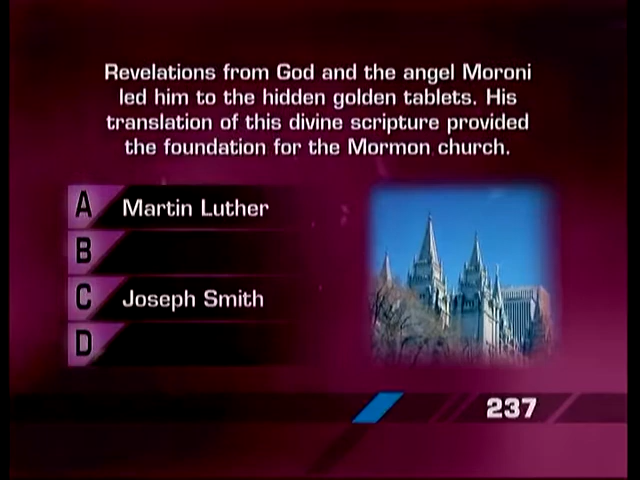 Revelations from God and the angel Moroni
led him to the hidden golden tablets. His
translation of this divine scripture provided
the foundation for the Mormon church.
A Martin Luther
B
C Joseph Smith
D
237